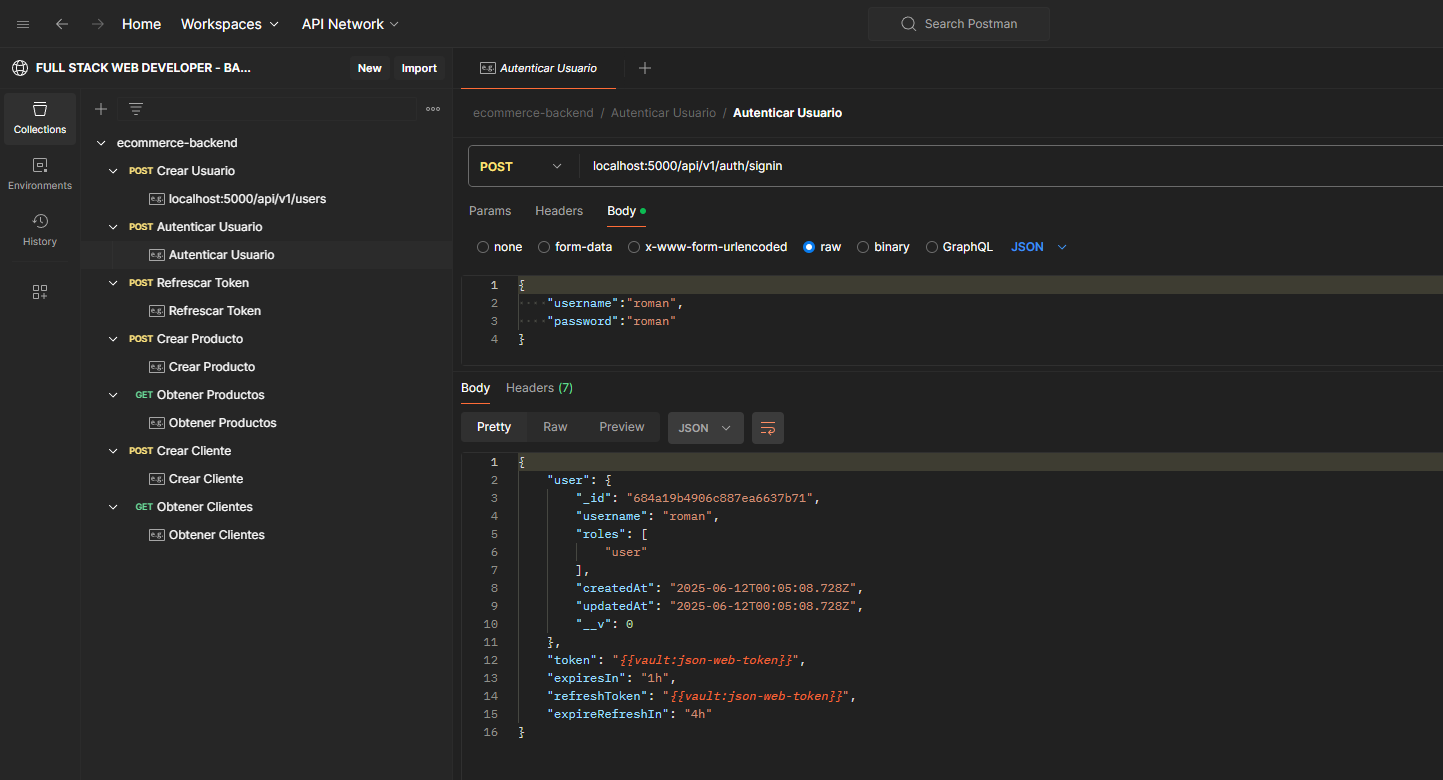 Home Workspaces API Network Search Postman
FULL STACK WEB DEVELOPER - BA... New Import
Autenticar Usuario
Collections
Environments
History
ecommerce-backend
POST Crear Usuario
localhost:5000/api/v1/users
POST Autenticar Usuario
Autenticar Usuario
POST Refrescar Token
Refrescar Token
POST Crear Producto
Crear Producto
GET Obtener Productos
Obtener Productos
POST Crear Cliente
Crear Cliente
GET Obtener Clientes
Obtener Clientes
ecommerce-backend / Autenticar Usuario / Autenticar Usuario
POST localhost:5000/api/v1/auth/signin
Params Headers Body
none form-data x-www-form-urlencoded raw binary GraphQL JSON
1 {
2 "username":"roman",
3 "password":"roman"
4 }
Body Headers (7)
Pretty Raw Preview JSON
1 {
2 "user": {
3 "_id": "684a19b4906c887ea6637b71",
4 "username": "roman",
5 "roles": [
6 "user"
7 ],
8 "createdAt": "2025-06-12T00:05:08.728Z",
9 "updatedAt": "2025-06-12T00:05:08.728Z",
10 "__v": 0
11 },
12 "token": "{{vault:json-web-token}}",
13 "expiresIn": "1h",
14 "refreshToken": "{{vault:json-web-token}}",
15 "expireRefreshIn": "4h"
16 }